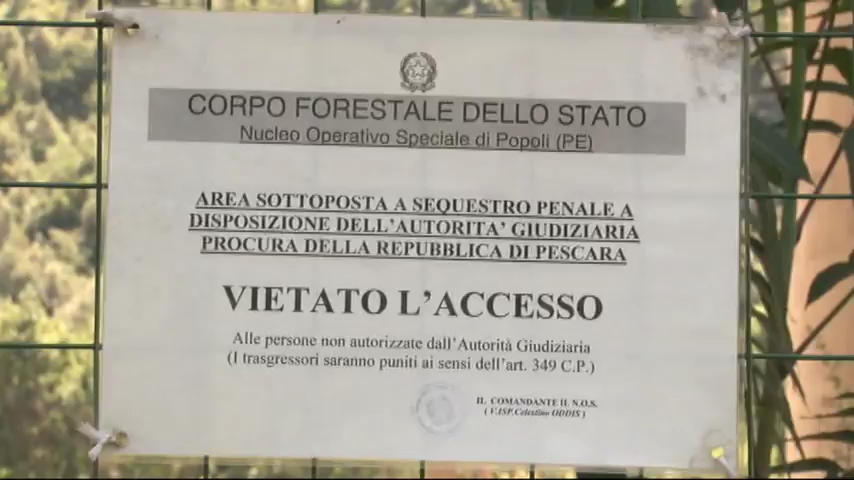 CORPO FORESTALE DELLO STATO
Nucleo Operativo Speciale di Popoli (PE)
AREA SOTTOPOSTA A SEQUESTRO PENALE A
DISPOSIZIONE DELL'AUTORITA' GIUDIZIARIA
PROCURA DELLA REPUBBLICA DI PESCARA
VIETATO L'ACCESSO
Alle persone non autorizzate dall'Autorità Giudiziaria
(I trasgressori saranno puniti ai sensi dell'art. 349 C.P.)
IL COMANDANTE IL N.O.S.
( V.ISP.Celestino ODDIS )